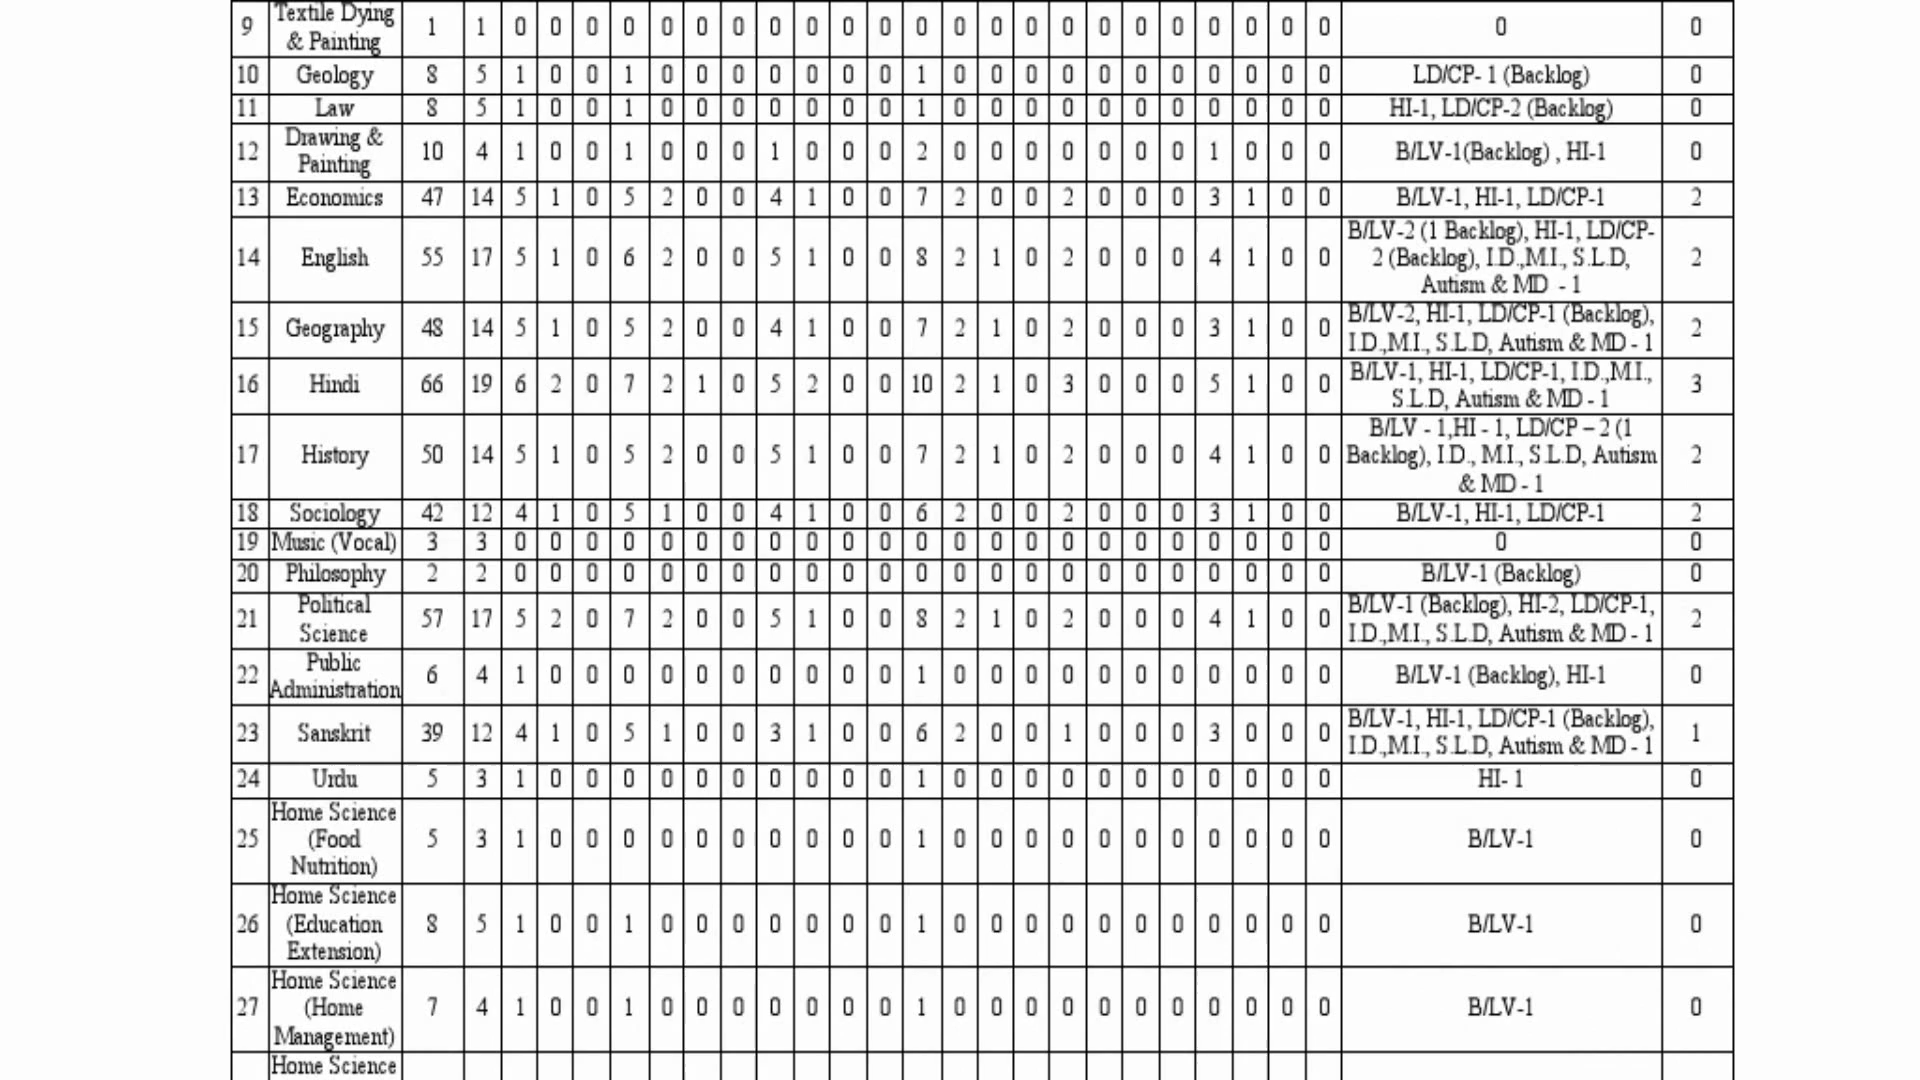 9 Textile Dying & Painting 1 1 0 0 0 0 0 0 0 0 0 0 0 0 0 0 0 0 0 0 0 0 0 0 0 0
10 Geology 8 5 1 0 0 1 0 0 0 0 0 0 0 1 0 0 0 0 0 0 0 0 0 0 0 LD/CP- 1 (Backlog) 0
11 Law 8 5 1 0 0 1 0 0 0 0 0 0 0 1 0 0 0 0 0 0 0 0 0 0 0 HI-1, LD/CP-2 (Backlog) 0
12 Drawing & Painting 10 4 1 0 0 1 0 0 0 1 0 0 0 2 0 0 0 0 0 0 0 1 0 0 0 B/LV-1(Backlog) , HI-1 0
13 Economics 47 14 5 1 0 5 2 0 0 4 1 0 0 7 2 0 0 2 0 0 0 3 1 0 0 B/LV-1, HI-1, LD/CP-1 2
14 English 55 17 5 1 0 6 2 0 0 5 1 0 0 8 2 1 0 2 0 0 0 4 1 0 0 B/LV-2 (1 Backlog), HI-1, LD/CP-2 (Backlog), I.D.,M.I., S.L.D, Autism & MD - 1 2
15 Geography 48 14 5 1 0 5 2 0 0 4 1 0 0 7 2 1 0 2 0 0 0 3 1 0 0 B/LV-2, HI-1, LD/CP-1 (Backlog), I.D.,M.I., S.L.D, Autism & MD - 1 2
16 Hindi 66 19 6 2 0 7 2 1 0 5 2 0 0 10 2 1 0 3 0 0 0 5 1 0 0 B/LV-1, HI-1, LD/CP-1, I.D.,M.I., S.L.D, Autism & MD - 1 3
17 History 50 14 5 1 0 5 2 0 0 5 1 0 0 7 2 1 0 2 0 0 0 4 1 0 0 B/LV - 1,HI - 1, LD/CP – 2 (1 Backlog), I.D., M.I., S.L.D, Autism & MD - 1 2
18 Sociology 42 12 4 1 0 5 1 0 0 4 1 0 0 6 2 0 0 2 0 0 0 3 1 0 0 B/LV-1, HI-1, LD/CP-1 2
19 Music (Vocal) 3 3 0 0 0 0 0 0 0 0 0 0 0 0 0 0 0 0 0 0 0 0 0 0 0 0 0
20 Philosophy 2 2 0 0 0 0 0 0 0 0 0 0 0 0 0 0 0 0 0 0 0 0 0 0 0 B/LV-1 (Backlog) 0
21 Political Science 57 17 5 2 0 7 2 0 0 5 1 0 0 8 2 1 0 2 0 0 0 4 1 0 0 B/LV-1 (Backlog), HI-2, LD/CP-1, I.D.,M.I., S.L.D, Autism & MD - 1 2
22 Public Administration 6 4 1 0 0 0 0 0 0 0 0 0 0 1 0 0 0 0 0 0 0 0 0 0 0 B/LV-1 (Backlog), HI-1 0
23 Sanskrit 39 12 4 1 0 5 1 0 0 3 1 0 0 6 2 0 0 1 0 0 0 3 0 0 0 B/LV-1, HI-1, LD/CP-1 (Backlog), I.D.,M.I., S.L.D, Autism & MD - 1 1
24 Urdu 5 3 1 0 0 0 0 0 0 0 0 0 0 1 0 0 0 0 0 0 0 0 0 0 0 HI- 1 0
25 Home Science (Food Nutrition) 5 3 1 0 0 0 0 0 0 0 0 0 0 1 0 0 0 0 0 0 0 0 0 0 0 B/LV-1 0
26 Home Science (Education Extension) 8 5 1 0 0 1 0 0 0 0 0 0 0 1 0 0 0 0 0 0 0 0 0 0 0 B/LV-1 0
27 Home Science (Home Management) 7 4 1 0 0 1 0 0 0 0 0 0 0 1 0 0 0 0 0 0 0 0 0 0 0 B/LV-1 0
Home Science